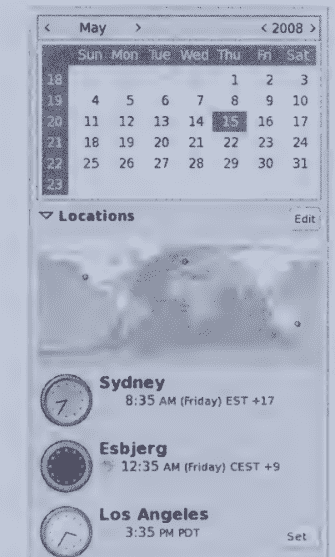 < May > < 2008 >
Sun Mon Tue Wed Thu Fri Sat
18 1 2 3
19 4 5 6 7 8 9 10
20 11 12 13 14 15 16 17
21 18 19 20 21 22 23 24
22 25 26 27 28 29 30 31
23
Locations Edit
Sydney
8:35 AM (Friday) EST +17
Esbjerg
12:35 AM (Friday) CEST +9
Los Angeles
3:35 PM PDT Set